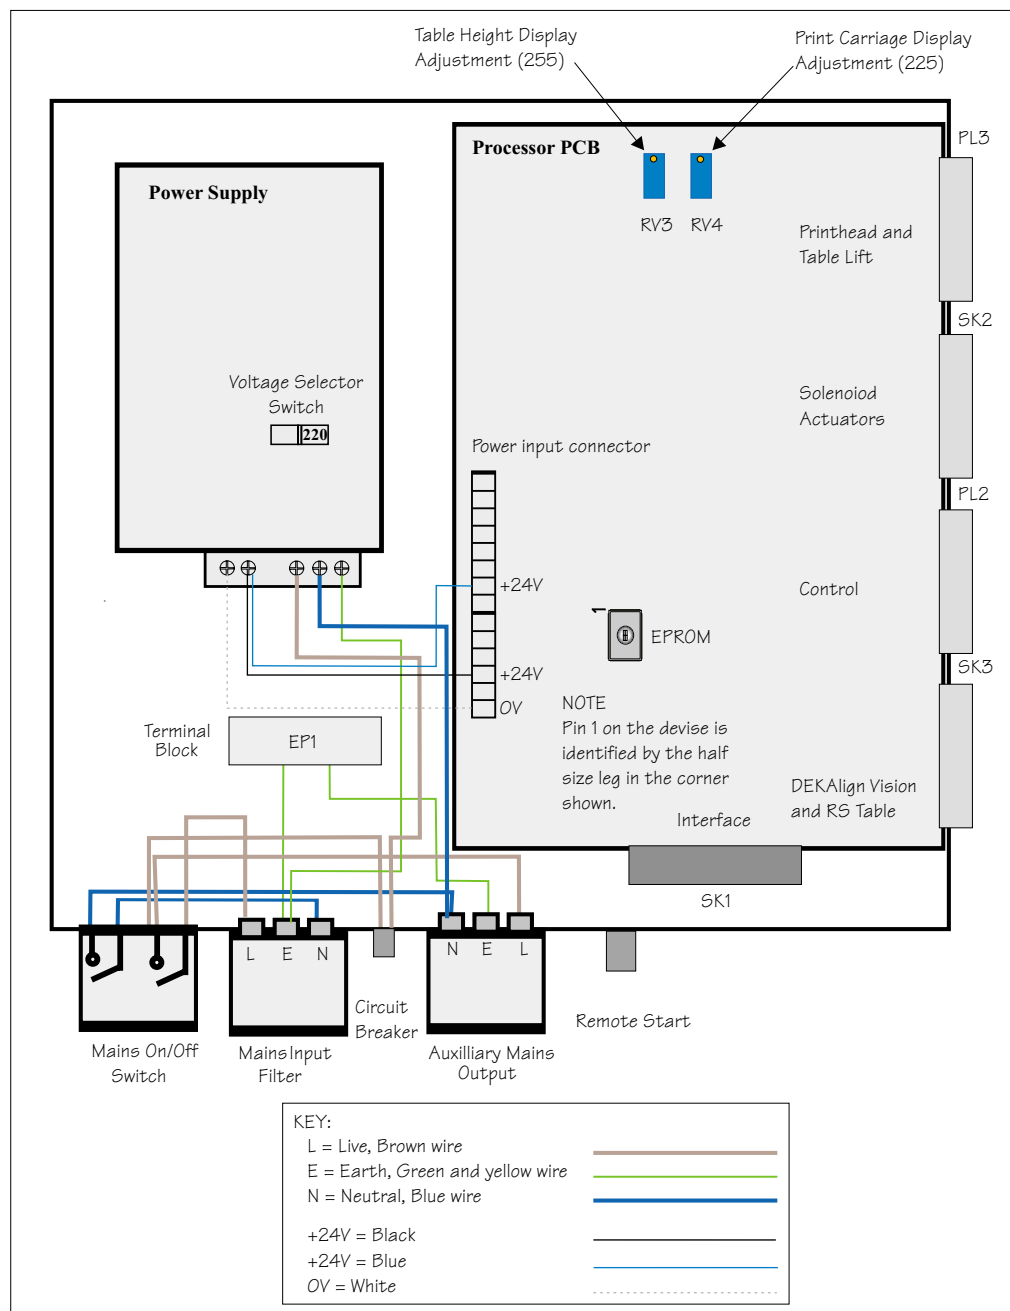 Table Height Display
Adjustment (255)
Print Carriage Display
Adjustment (225)
Processor PCB
PL3
Power Supply
RV3
RV4
Printhead and
Table Lift
SK2
Voltage Selector
Switch
220
Solenoiod
Actuators
Power input connector
PL2
+24V
Control
1
EPROM
+24V
SK3
0V
NOTE
Pin 1 on the devise is
identified by the half
size leg in the corner
shown.
Terminal
Block
EP1
DEKAlign Vision
and RS Table
Interface
SK1
L E N
N E L
Circuit
Breaker
Remote Start
Mains On/Off
Switch
Mains Input
Filter
Auxilliary Mains
Output
KEY:
L = Live, Brown wire
E = Earth, Green and yellow wire
N = Neutral, Blue wire
+24V = Black
+24V = Blue
0V = White